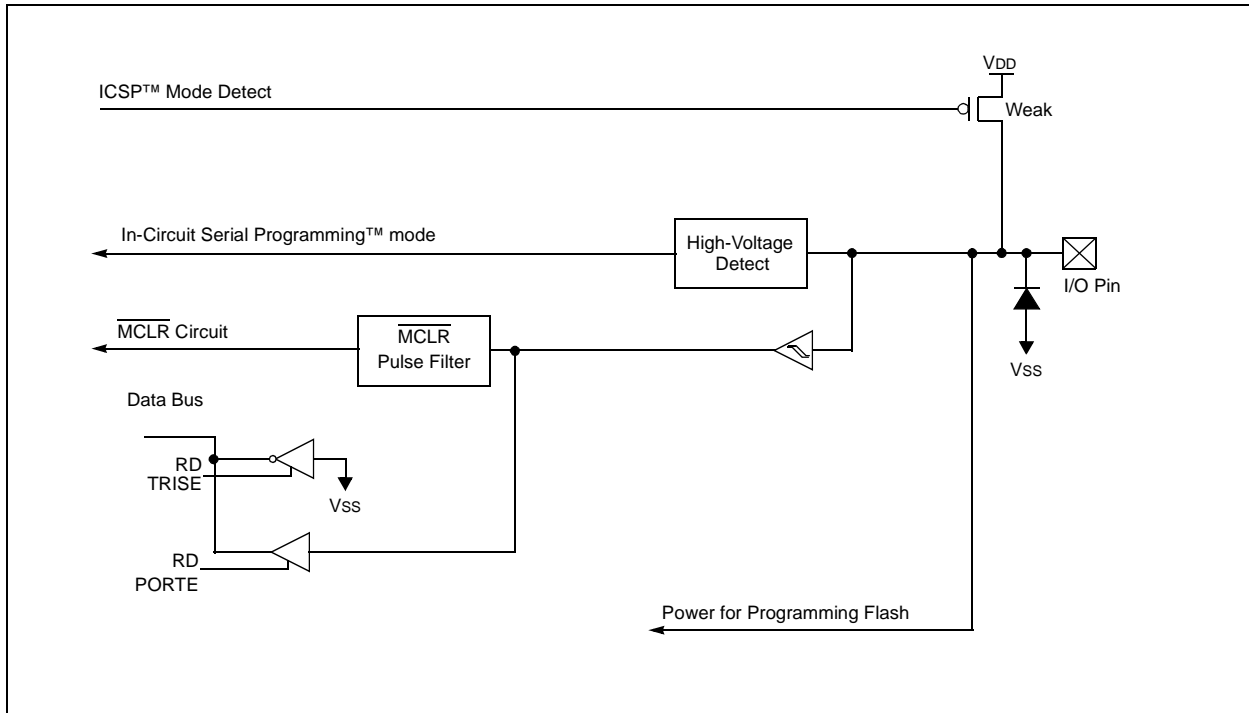 VDD
ICSP™ Mode Detect
Weak
In-Circuit Serial Programming™ mode
High-Voltage
Detect
I/O Pin
MCLR Circuit
MCLR
Pulse Filter
VSS
Data Bus
RD
TRISE
VSS
RD
PORTE
Power for Programming Flash